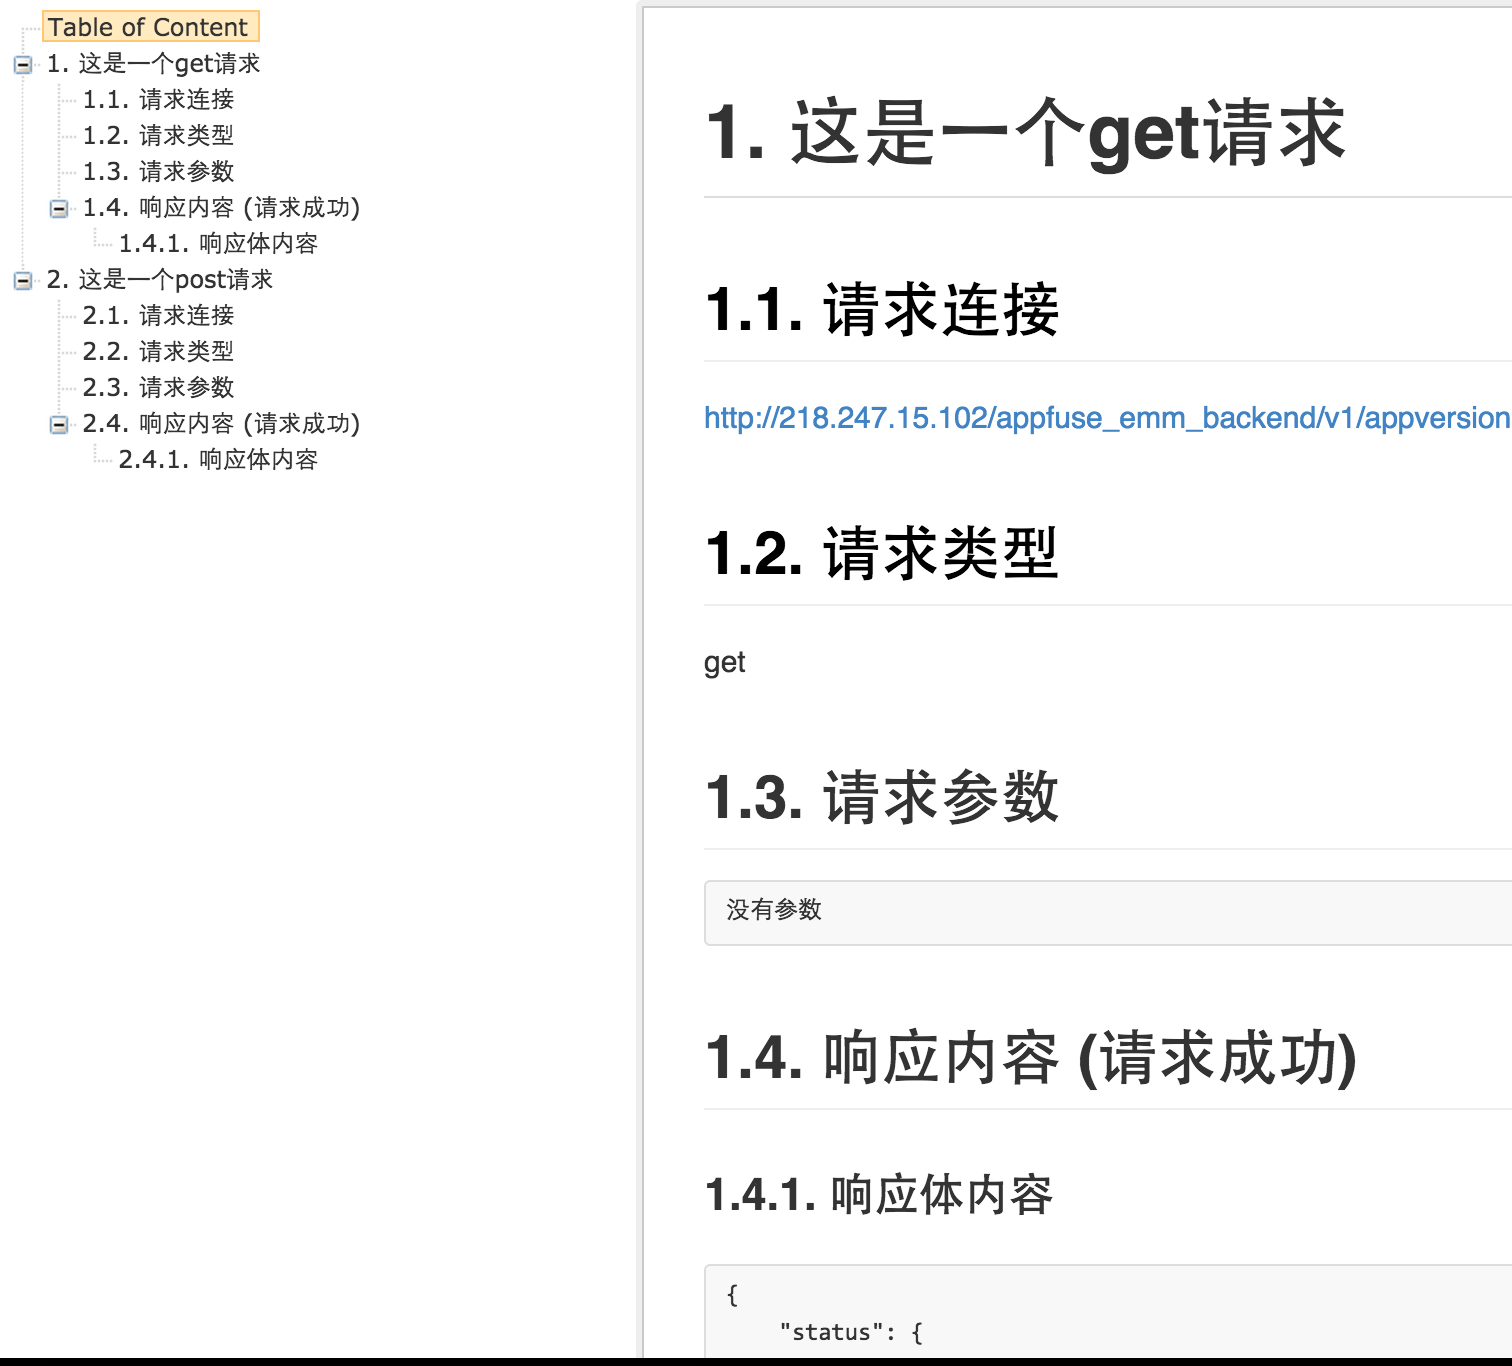 Table of Content
1. 这是一个get请求
1.1. 请求连接
1.2. 请求类型
1.3. 请求参数
1.4. 响应内容 (请求成功)
1.4.1. 响应体内容
2. 这是一个post请求
2.1. 请求连接
2.2. 请求类型
2.3. 请求参数
2.4. 响应内容 (请求成功)
2.4.1. 响应体内容
1. 这是一个get请求
1.1. 请求连接
http://218.247.15.102/appfuse_emm_backend/v1/appversion
1.2. 请求类型
get
1.3. 请求参数
没有参数
1.4. 响应内容 (请求成功)
1.4.1. 响应体内容
{
"status": {